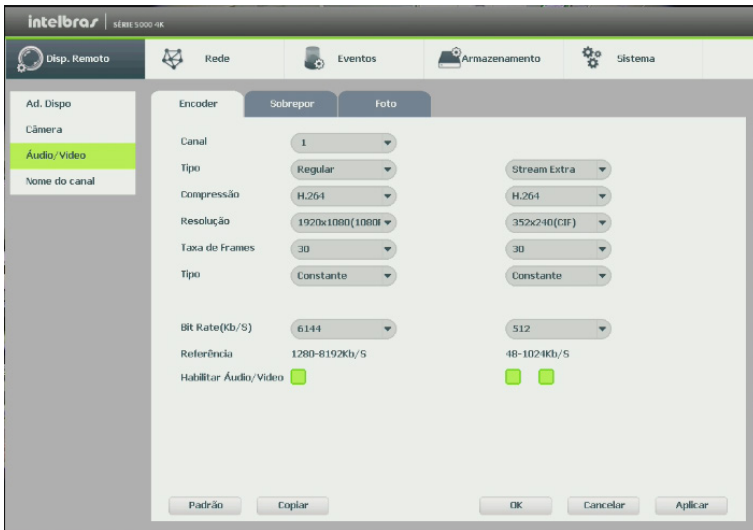 intelbras | SÉRIE 5000 4K
Disp. Remoto Rede Eventos Armazenamento Sistema
Ad. Dispo
Câmera
Áudio/Video
Nome do canal
Encoder Sobrepor Foto
Canal 1
Tipo Regular Stream Extra
Compressão H.264 H.264
Resolução 1920x1080(1080P 352x240(CIF)
Taxa de Frames 30 30
Tipo Constante Constante
Bit Rate(Kb/S) 6144 512
Referência 1280-8192Kb/S 48-1024Kb/S
Habilitar Áudio/Video
Padrão Copiar OK Cancelar Aplicar